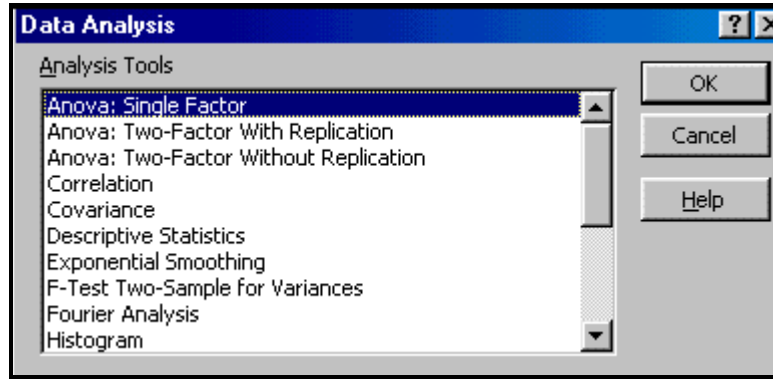 Data Analysis
Analysis Tools
Anova: Single Factor
Anova: Two-Factor With Replication
Anova: Two-Factor Without Replication
Correlation
Covariance
Descriptive Statistics
Exponential Smoothing
F-Test Two-Sample for Variances
Fourier Analysis
Histogram
OK
Cancel
Help